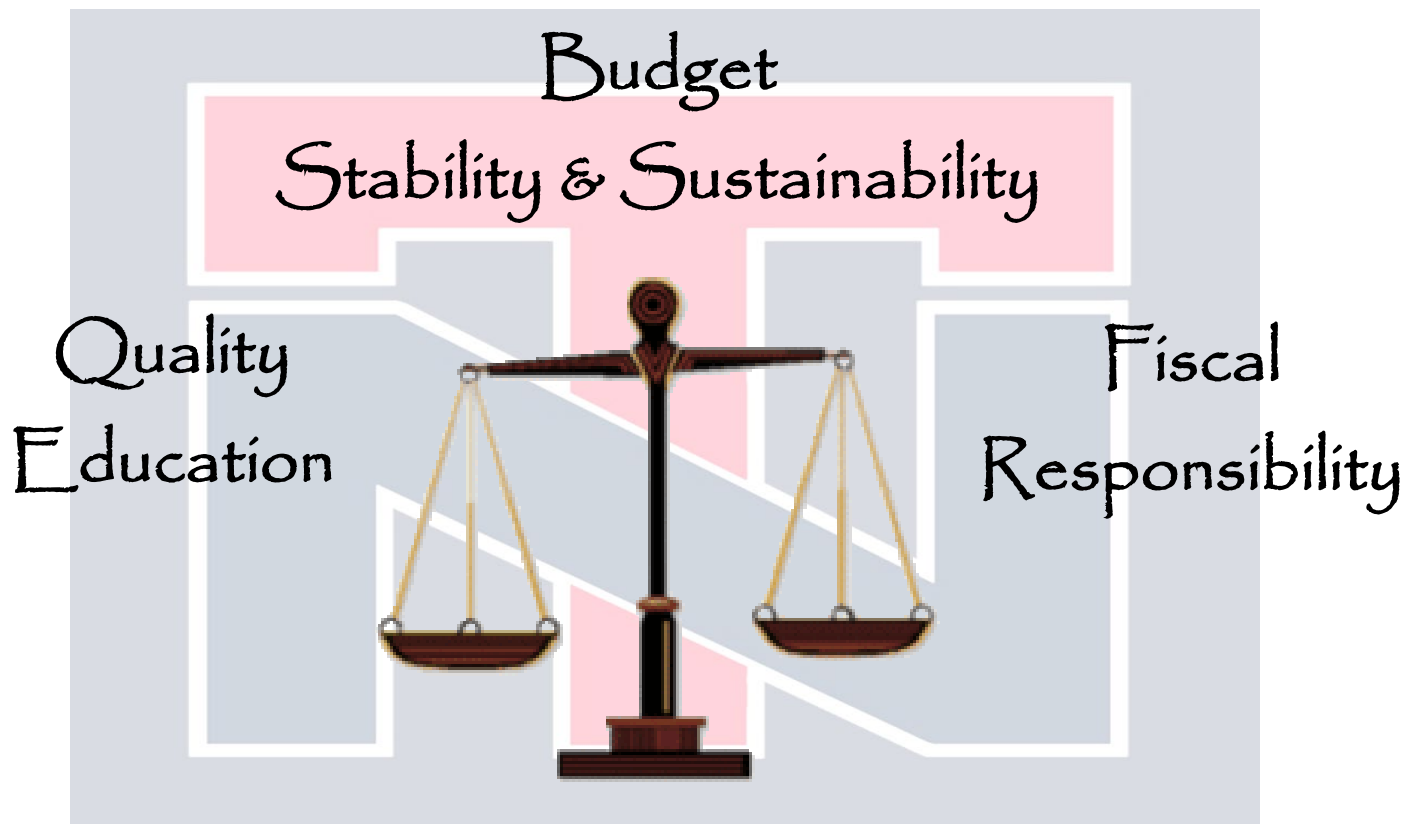 Budget
Stability & Sustainability
Quality
Education
Fiscal
Responsibility